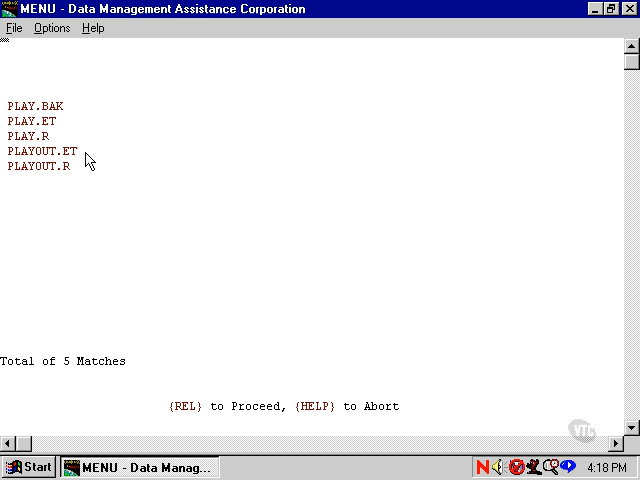 MENU - Data Management Assistance Corporation
File Options Help
PLAY.BAK
PLAY.ET
PLAY.R
PLAYOUT.ET
PLAYOUT.R
Total of 5 Matches
{REL} to Proceed, {HELP} to Abort
VTC
Start MENU - Data Manag... N 4:18 PM